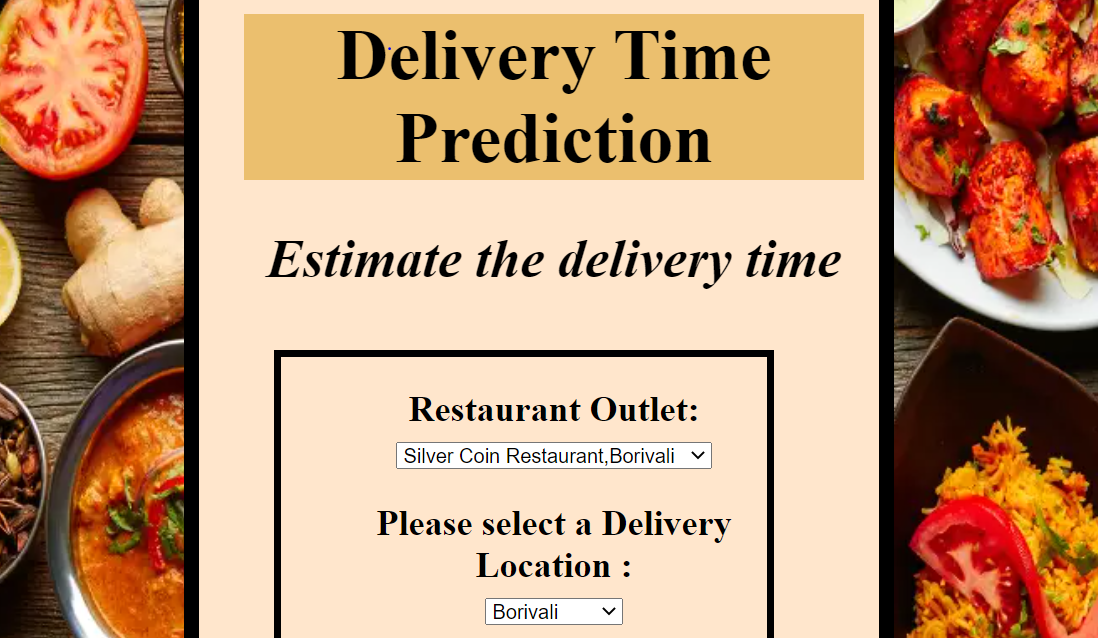 Delivery Time
Prediction
Estimate the delivery time
Restaurant Outlet:
Silver Coin Restaurant,Borivali
Please select a Delivery
Location :
Borivali